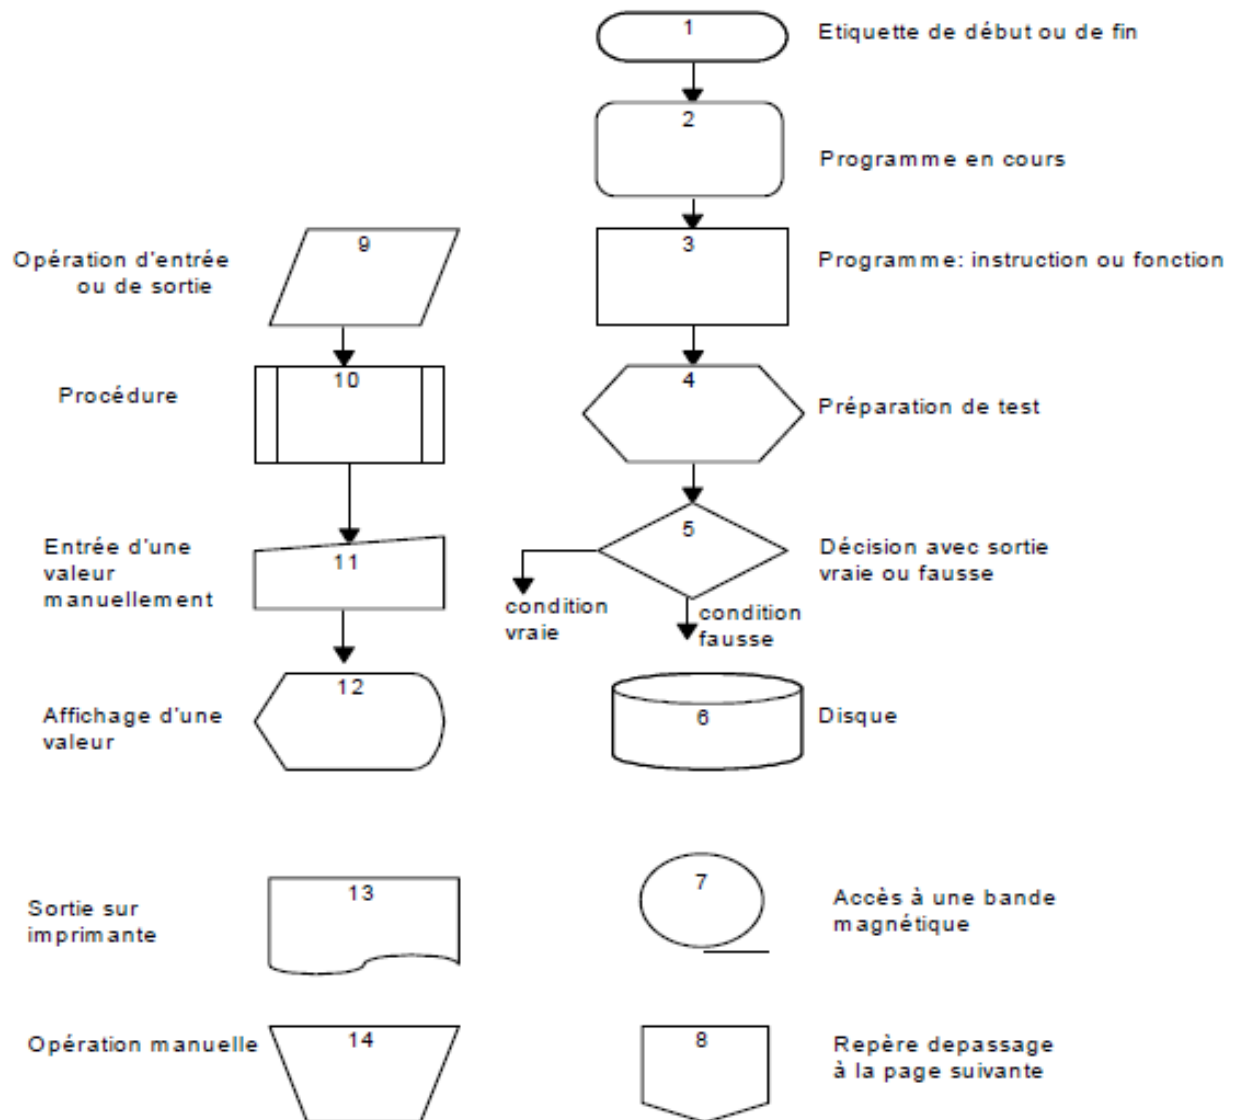 1
Etiquette de début ou de fin
2
Programme en cours
9
Opération d'entrée
ou de sortie
3
Programme: instruction ou fonction
10
Procédure
4
Préparation de test
Entrée d'une
valeur
manuellement
11
5
Décision avec sortie
vraie ou fausse
condition
vraie
condition
fausse
12
Affichage d'une
valeur
6
Disque
13
Sortie sur
imprimante
7
Accès à une bande
magnétique
Opération manuelle
14
8
Repère depassage
à la page suivante